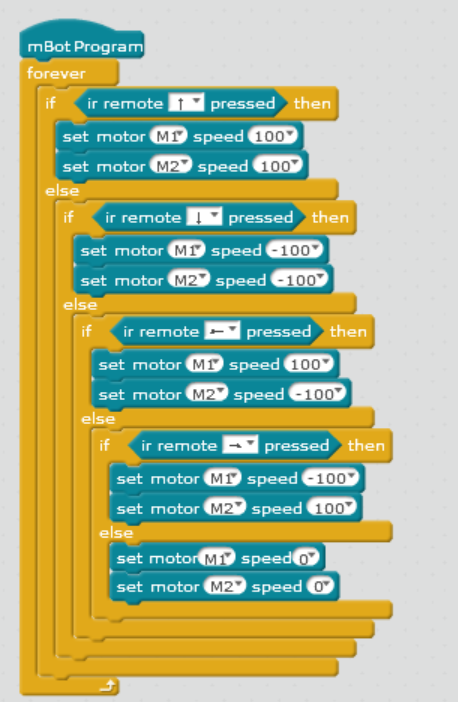 mBot Program
forever
if ir remote ↑ pressed then
set motor M1 speed 100
set motor M2 speed 100
else
if ir remote ↓ pressed then
set motor M1 speed -100
set motor M2 speed -100
else
if ir remote ← pressed then
set motor M1 speed 100
set motor M2 speed -100
else
if ir remote → pressed then
set motor M1 speed -100
set motor M2 speed 100
else
set motor M1 speed 0
set motor M2 speed 0